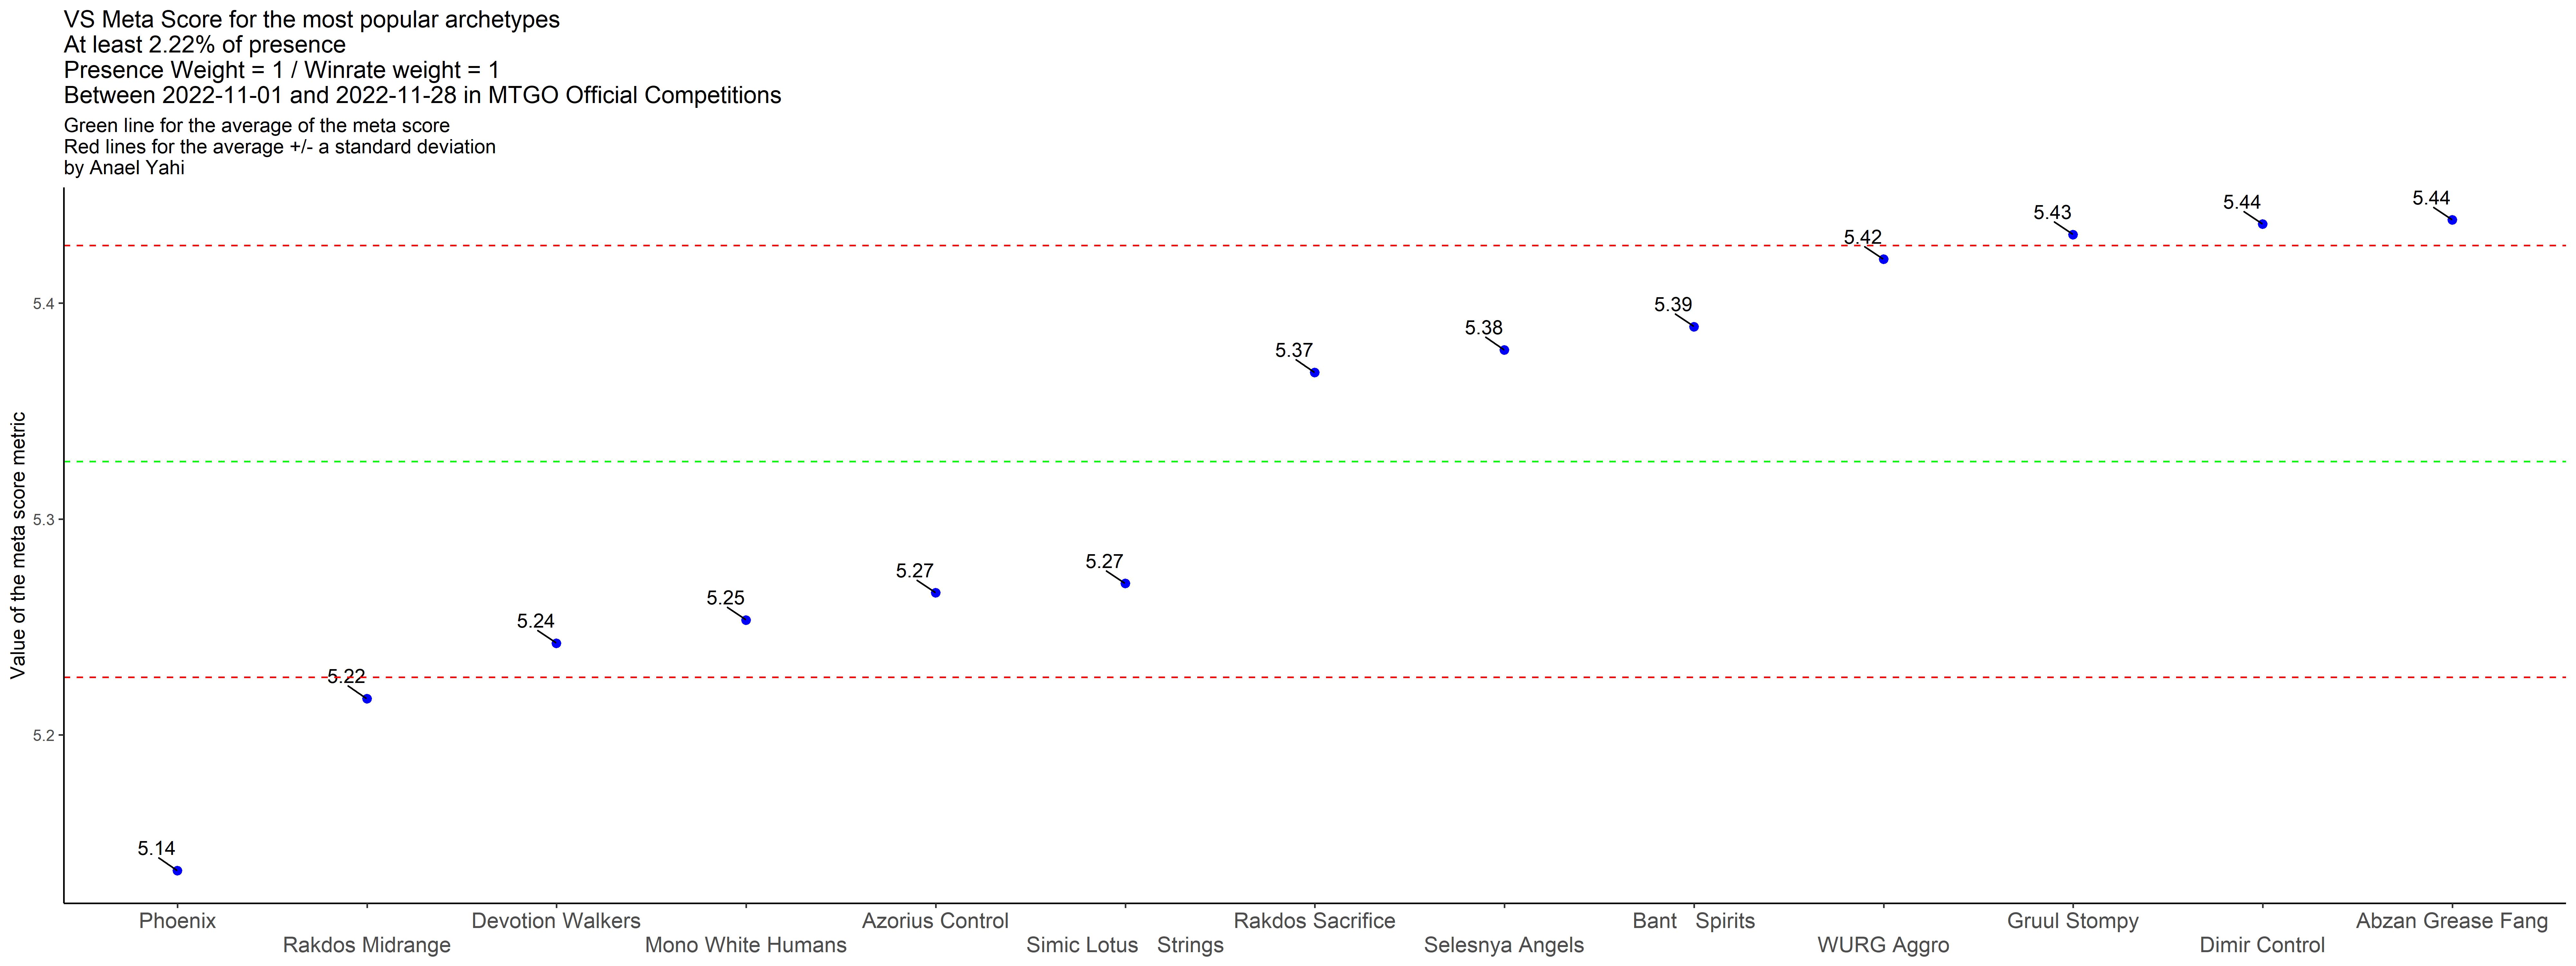 VS Meta Score for the most popular archetypes
At least 2.22% of presence
Presence Weight = 1 / Winrate weight = 1
Between 2022-11-01 and 2022-11-28 in MTGO Official Competitions
Green line for the average of the meta score
Red lines for the average +/- a standard deviation
by Anael Yahi
Value of the meta score metric
5.4
5.3
5.2
5.14
5.22
5.24
5.25
5.27
5.27
5.37
5.38
5.39
5.42
5.43
5.44
5.44
Phoenix
Rakdos Midrange
Devotion Walkers
Mono White Humans
Azorius Control
Simic Lotus Strings
Rakdos Sacrifice
Selesnya Angels
Bant Spirits
WURG Aggro
Gruul Stompy
Dimir Control
Abzan Grease Fang